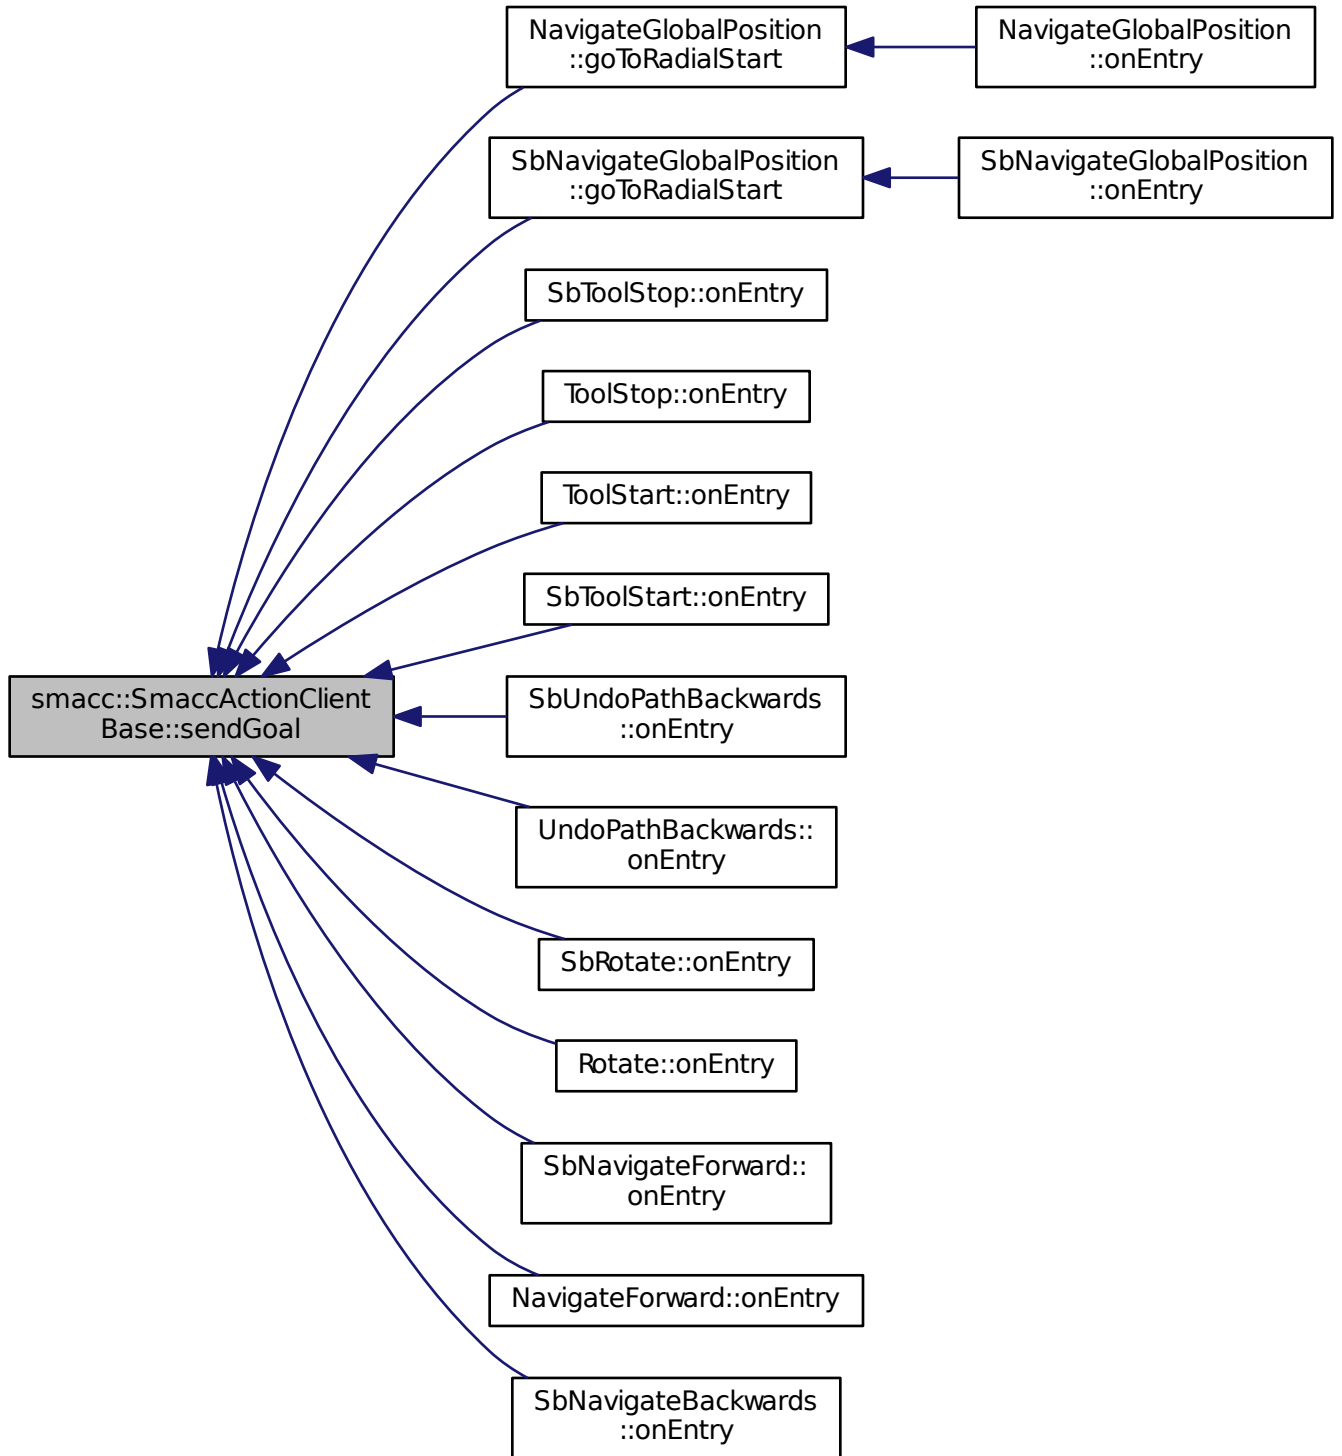 NavigateGlobalPosition
::goToRadialStart
NavigateGlobalPosition
::onEntry
SbNavigateGlobalPosition
::goToRadialStart
SbNavigateGlobalPosition
::onEntry
SbToolStop::onEntry
ToolStop::onEntry
ToolStart::onEntry
SbToolStart::onEntry
smacc::SmaccActionClient
Base::sendGoal
SbUndoPathBackwards
::onEntry
UndoPathBackwards::
onEntry
SbRotate::onEntry
Rotate::onEntry
SbNavigateForward::
onEntry
NavigateForward::onEntry
SbNavigateBackwards
::onEntry